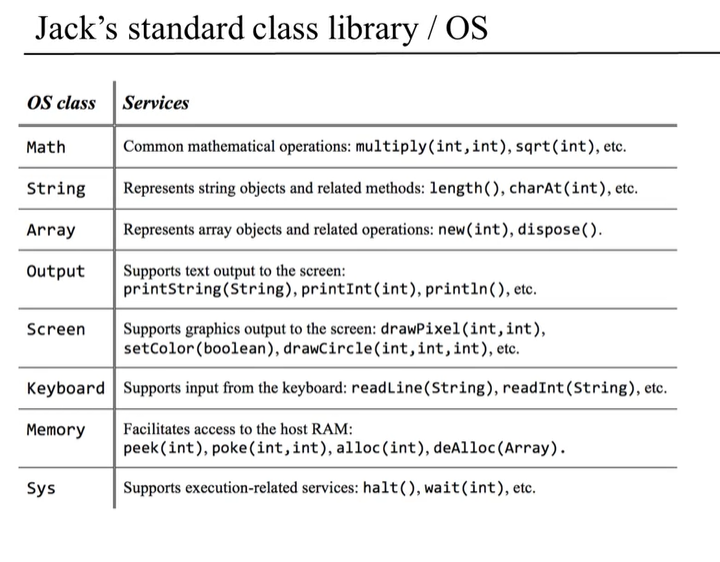 Jack’s standard class library / OS
OS class Services
Math Common mathematical operations: multiply(int,int), sqrt(int), etc.
String Represents string objects and related methods: length(), charAt(int), etc.
Array Represents array objects and related operations: new(int), dispose().
Output Supports text output to the screen:
printString(String), printInt(int), println(), etc.
Screen Supports graphics output to the screen: drawPixel(int,int),
setColor(boolean), drawCircle(int,int,int), etc.
Keyboard Supports input from the keyboard: readLine(String), readInt(String), etc.
Memory Facilitates access to the host RAM:
peek(int), poke(int,int), alloc(int), deAlloc(Array).
Sys Supports execution-related services: halt(), wait(int), etc.